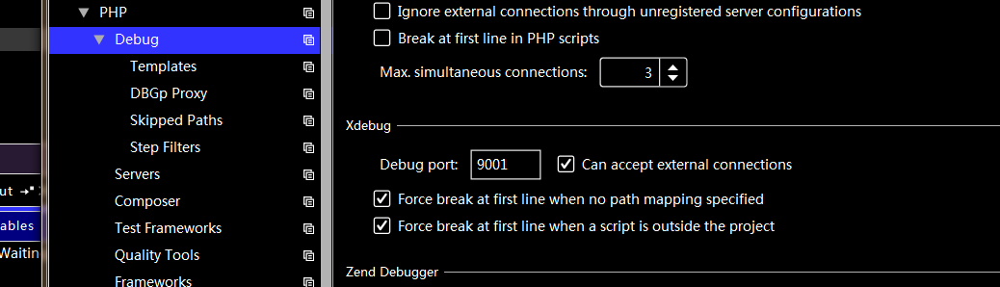 PHP
Debug
Templates
DBGp Proxy
Skipped Paths
Step Filters
Servers
Composer
Test Frameworks
Quality Tools
Frameworks
ut
ables
Waitin
Ignore external connections through unregistered server configurations
Break at first line in PHP scripts
Max. simultaneous connections: 3
Xdebug
Debug port: 9001 Can accept external connections
Force break at first line when no path mapping specified
Force break at first line when a script is outside the project
Zend Debugger